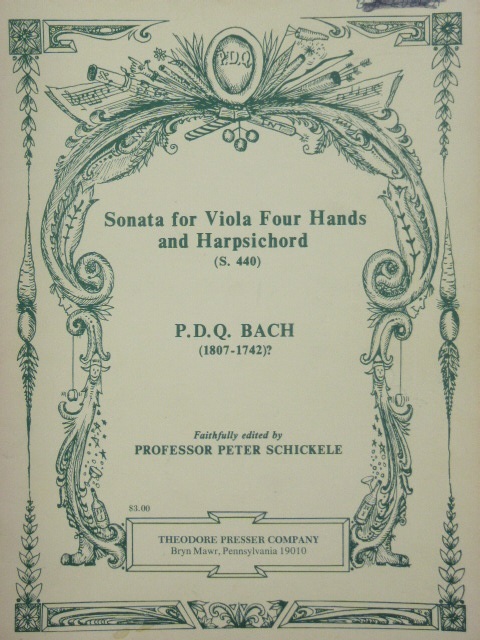 P.D.Q.
Sonata for Viola Four Hands
and Harpsichord
(S. 440)
P.D.Q. BACH
(1807-1742)?
Faithfully edited by
PROFESSOR PETER SCHICKELE
$3.00
THEODORE PRESSER COMPANY
Bryn Mawr, Pennsylvania 19010